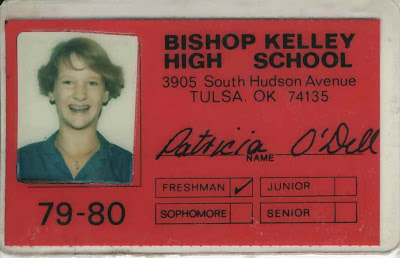 BISHOP KELLEY
HIGH SCHOOL
3905 South Hudson Avenue
TULSA, OK 74135
Patricia O'Dell
NAME
FRESHMAN ✓ JUNIOR
SOPHOMORE SENIOR
79-80